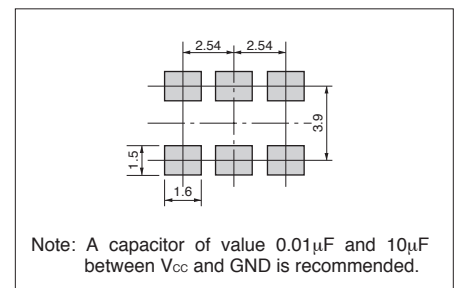 2.54 2.54
3.9
1.5
1.6
Note: A capacitor of value 0.01μF and 10μF
between Vcc and GND is recommended.